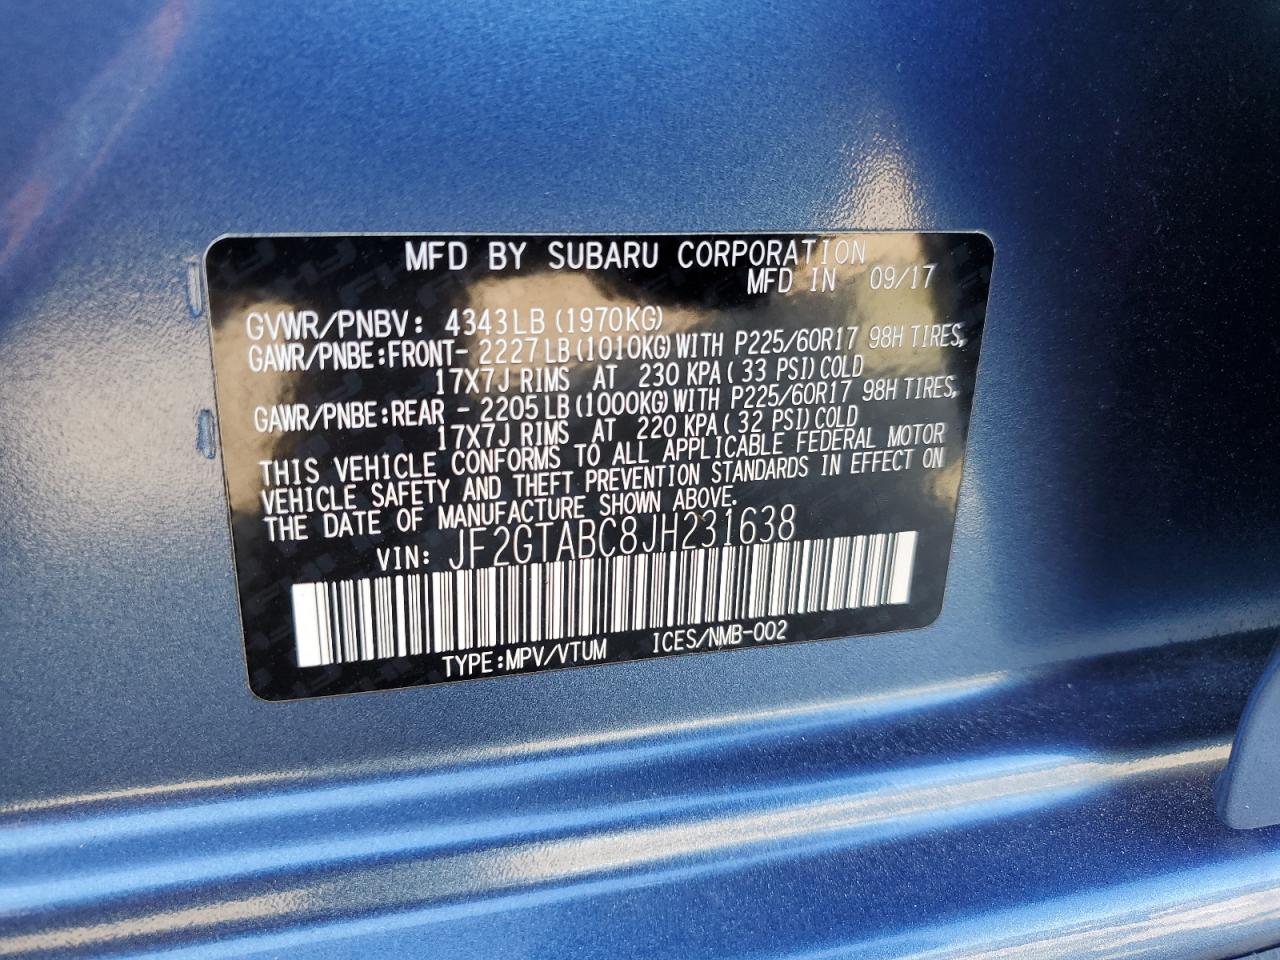 MFD BY SUBARU CORPORATION
MFD IN 09/17
GVWR/PNBV: 4343LB (1970KG)
GAWR/PNBE:FRONT- 2227LB (1010KG) WITH P225/60R17 98H TIRES,
17X7J RIMS AT 230 KPA (33 PSI) COLD
GAWR/PNBE:REAR - 2205LB (1000KG) WITH P225/60R17 98H TIRES,
17X7J RIMS AT 220 KPA (32 PSI) COLD
THIS VEHICLE CONFORMS TO ALL APPLICABLE FEDERAL MOTOR
VEHICLE SAFETY AND THEFT PREVENTION STANDARDS IN EFFECT ON
THE DATE OF MANUFACTURE SHOWN ABOVE.
VIN: JF2GTABC8JH231638
TYPE:MPV/VTUM ICES/NMB-002